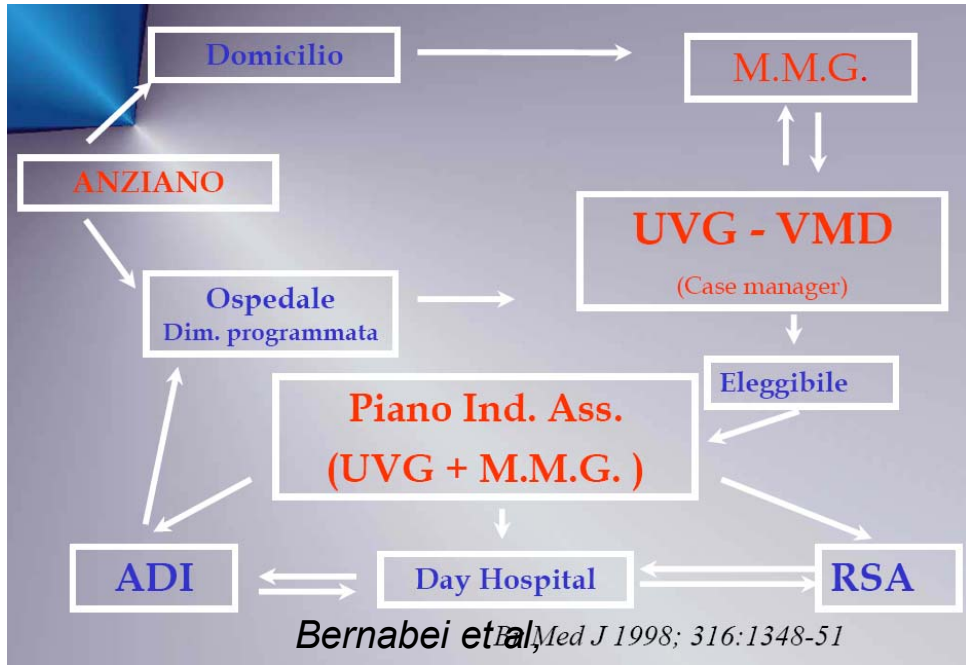 Domicilio
M.M.G.
ANZIANO
UVG - VMD
(Case manager)
Ospedale
Dim. programmata
Eleggibile
Piano Ind. Ass.
(UVG + M.M.G. )
ADI
Day Hospital
RSA
Bernabei et al, Med J 1998; 316:1348-51